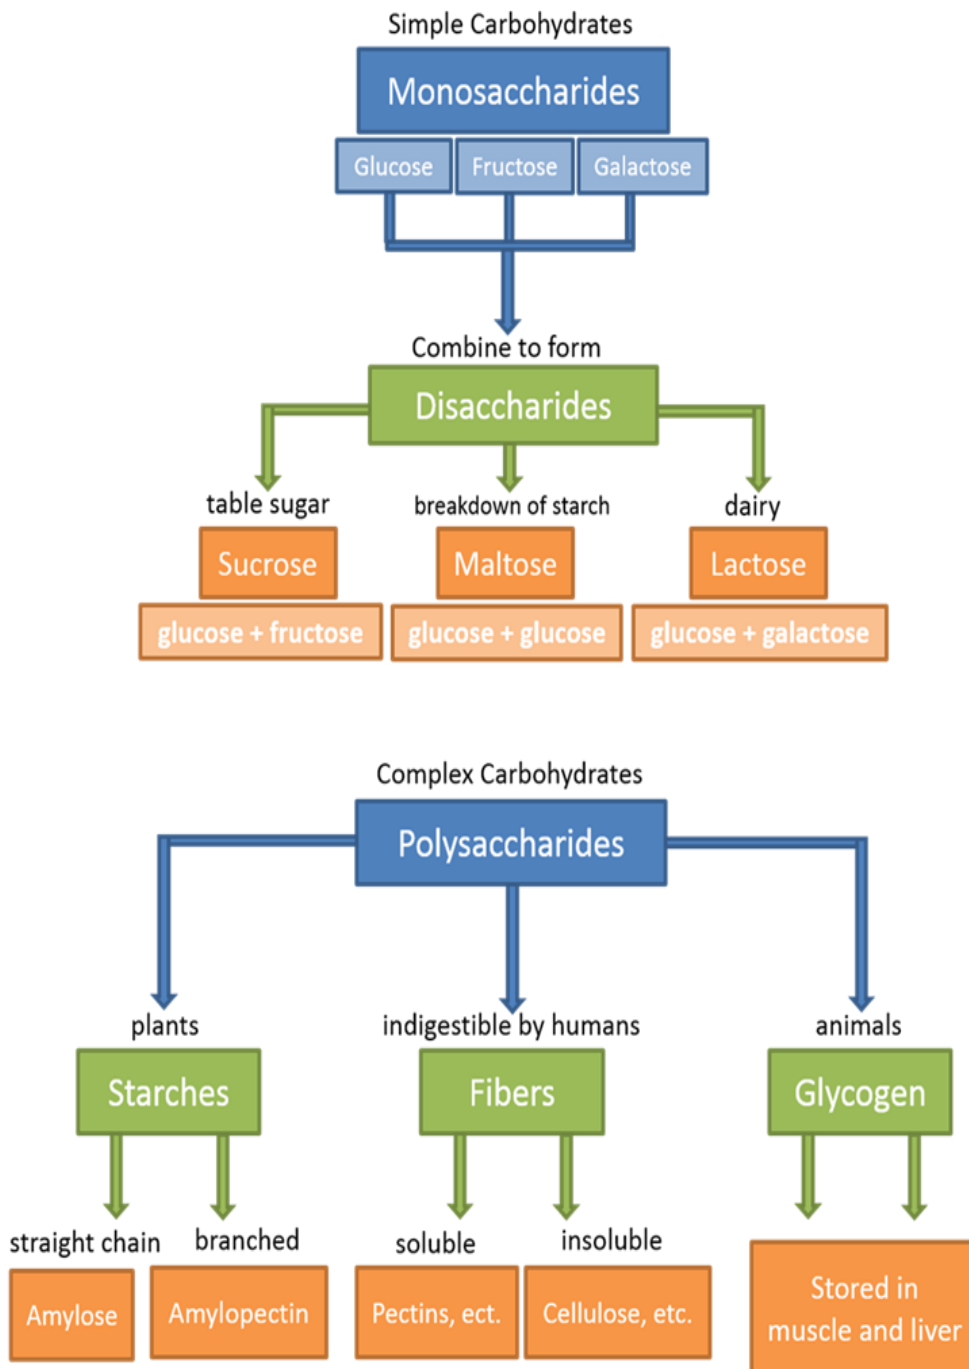 Simple Carbohydrates
Monosaccharides
Glucose
Fructose
Galactose
Combine to form
Disaccharides
table sugar
breakdown of starch
dairy
Sucrose
Maltose
Lactose
glucose + fructose
glucose + glucose
glucose + galactose
Complex Carbohydrates
Polysaccharides
plants
indigestible by humans
animals
Starches
Fibers
Glycogen
straight chain
branched
soluble
insoluble
Amylose
Amylopectin
Pectins, ect.
Cellulose, etc.
Stored in
muscle and liver